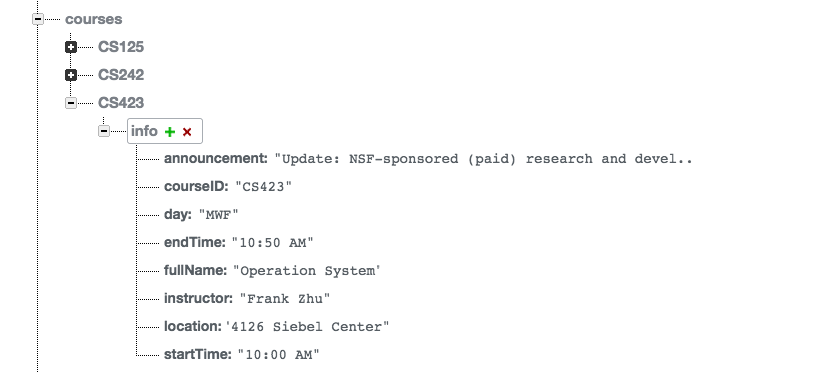 courses
CS125
CS242
CS423
info
announcement: "Update: NSF-sponsored (paid) research and devel..
courseID: "CS423"
day: "MWF"
endTime: "10:50 AM"
fullName: "Operation System'
instructor: "Frank Zhu"
location: '4126 Siebel Center"
startTime: "10:00 AM"